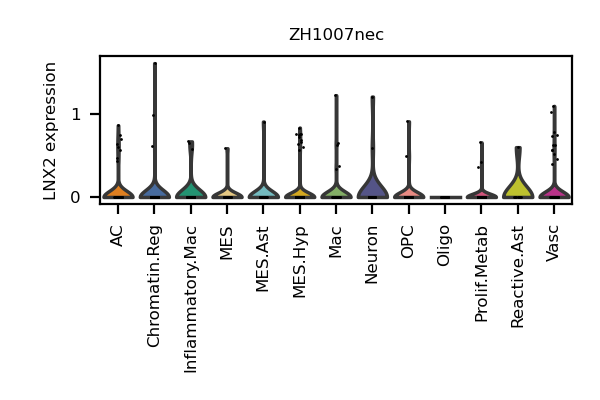 ZH1007nec
LNX2 expression
1
0
AC
Chromatin.Reg
Inflammatory.Mac
MES
MES.Ast
MES.Hyp
Mac
Neuron
OPC
Oligo
Prolif.Metab
Reactive.Ast
Vasc